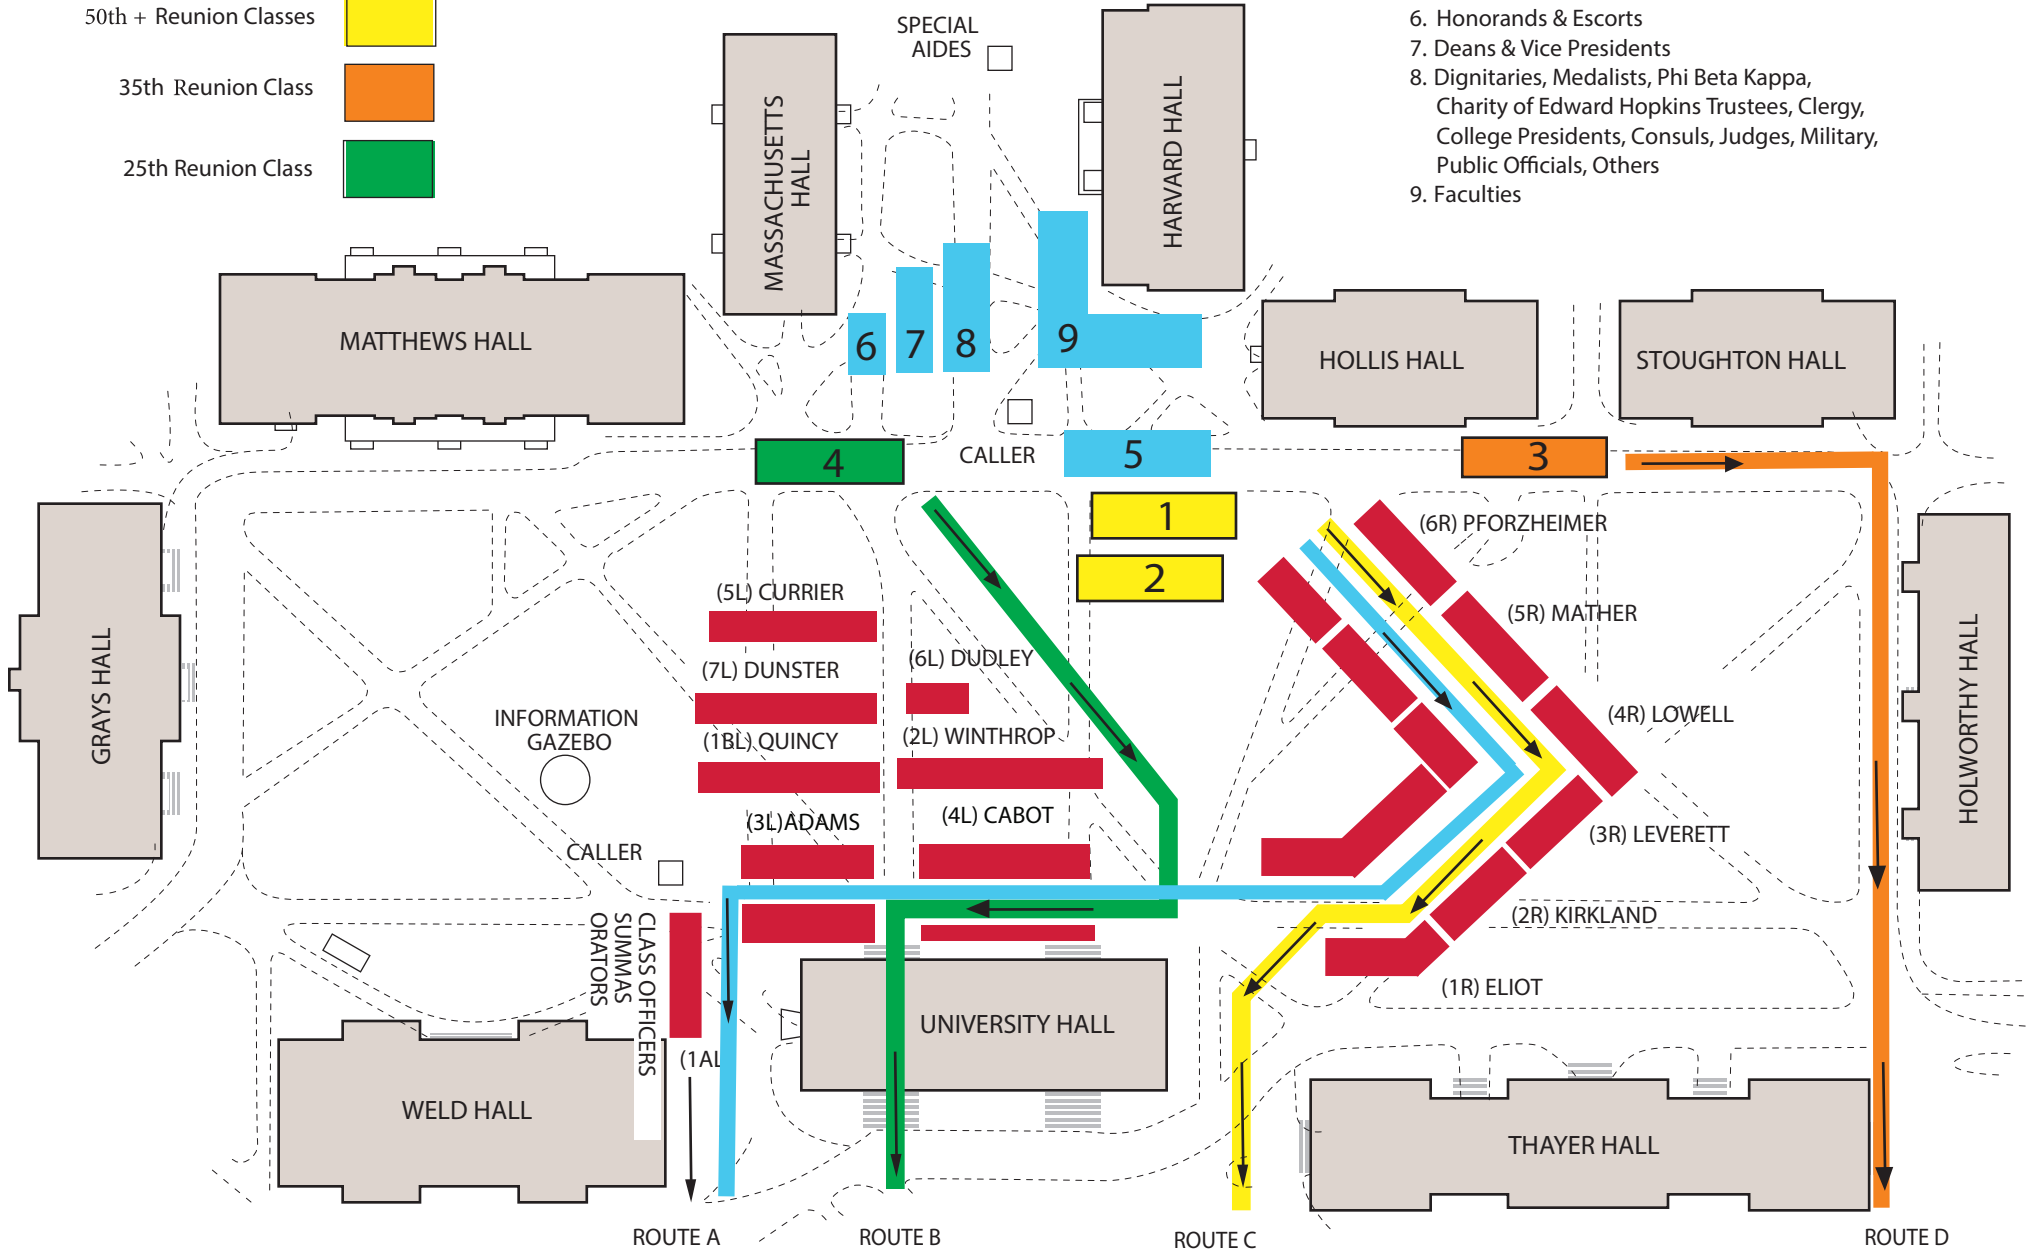 50th + Reunion Classes
35th Reunion Class
25th Reunion Class
SPECIAL
AIDES
6. Honorands & Escorts
7. Deans & Vice Presidents
8. Dignitaries, Medalists, Phi Beta Kappa,
Charity of Edward Hopkins Trustees, Clergy,
College Presidents, Consuls, Judges, Military,
Public Officials, Others
9. Faculties
MASSACHUSETTS
HALL
HARVARD HALL
MATTHEWS HALL
6
7
8
9
HOLLIS HALL
STOUGHTON HALL
4
CALLER
5
3
1
2
(6R) PFORZHEIMER
(5R) MATHER
(4R) LOWELL
(3R) LEVERETT
(2R) KIRKLAND
(1R) ELIOT
(5L) CURRIER
(7L) DUNSTER
(6L) DUDLEY
(1BL) QUINCY
(2L) WINTHROP
(3L)ADAMS
(4L) CABOT
GRAYS HALL
INFORMATION
GAZEBO
CALLER
HOLWORTHY HALL
CLASS OFFICERS
SUMMAS
ORATORS
(1AL
UNIVERSITY HALL
WELD HALL
THAYER HALL
ROUTE A
ROUTE B
ROUTE C
ROUTE D